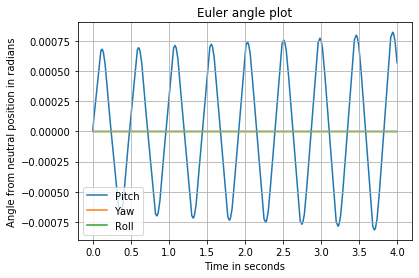 Euler angle plot
Angle from neutral position in radians
0.00075
0.00050
0.00025
0.00000
−0.00025
−0.00050
−0.00075
Pitch
Yaw
Roll
0.0 0.5 1.0 1.5 2.0 2.5 3.0 3.5 4.0
Time in seconds